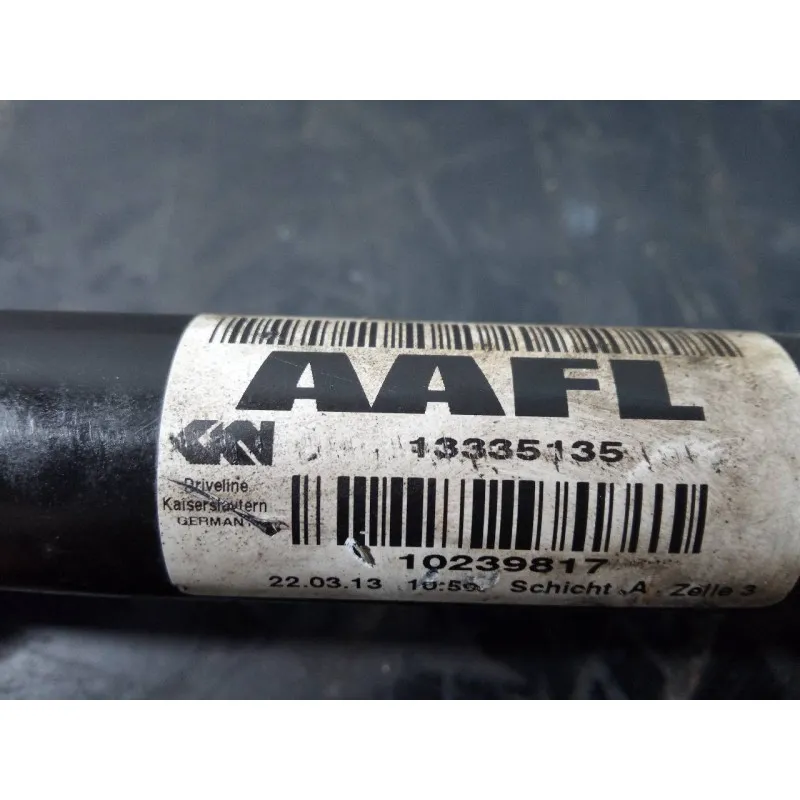 AAFL
GKN 13335135
Driveline
Kaiserslautern
GERMANY
10239817
22.03.13 Schicht A Zelle 3